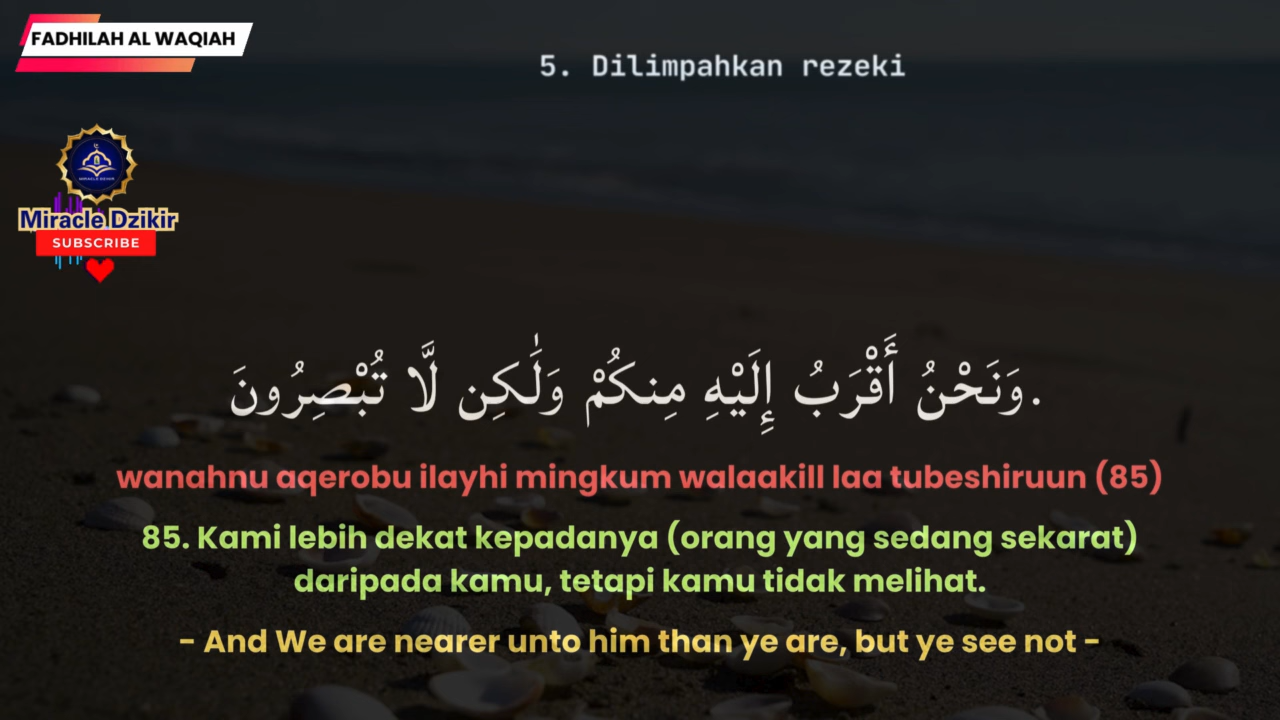 FADHILAH AL WAQIAH
5. Dilimpahkan rezeki
MIRACLE DZIKIR
Miracle Dzikir
SUBSCRIBE
وَنَحْنُ أَقْرَبُ إِلَيْهِ مِنكُمْ وَلَٰكِن لَّا تُبْصِرُونَ.
wanahnu aqerobu ilayhi mingkum walaakill laa tubeshiruun (85)
85. Kami lebih dekat kepadanya (orang yang sedang sekarat)
daripada kamu, tetapi kamu tidak melihat.
- And We are nearer unto him than ye are, but ye see not -